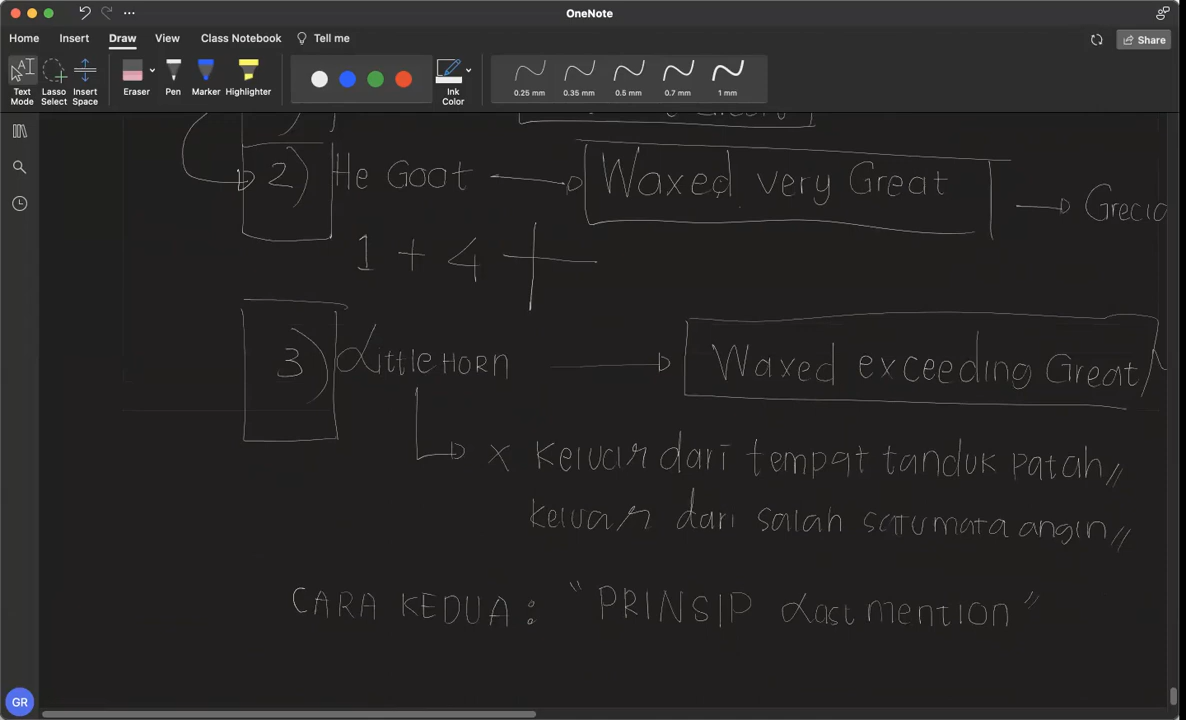 OneNote
Home Insert Draw View Class Notebook Tell me
Share
Text Mode
Lasso Select
Insert Space
Eraser
Pen
Marker
Highlighter
Ink Color
0.25 mm 0.35 mm 0.5 mm 0.7 mm 1 mm
2) He Goat Waxed very Great Grecia
1 + 4
3) Little HORN Waxed exceeding Great
x keluar dari tempat tanduk patah //
keluar dari salah satu mata angin //
CARA KEDUA : "PRINSIP Last mention"
GR